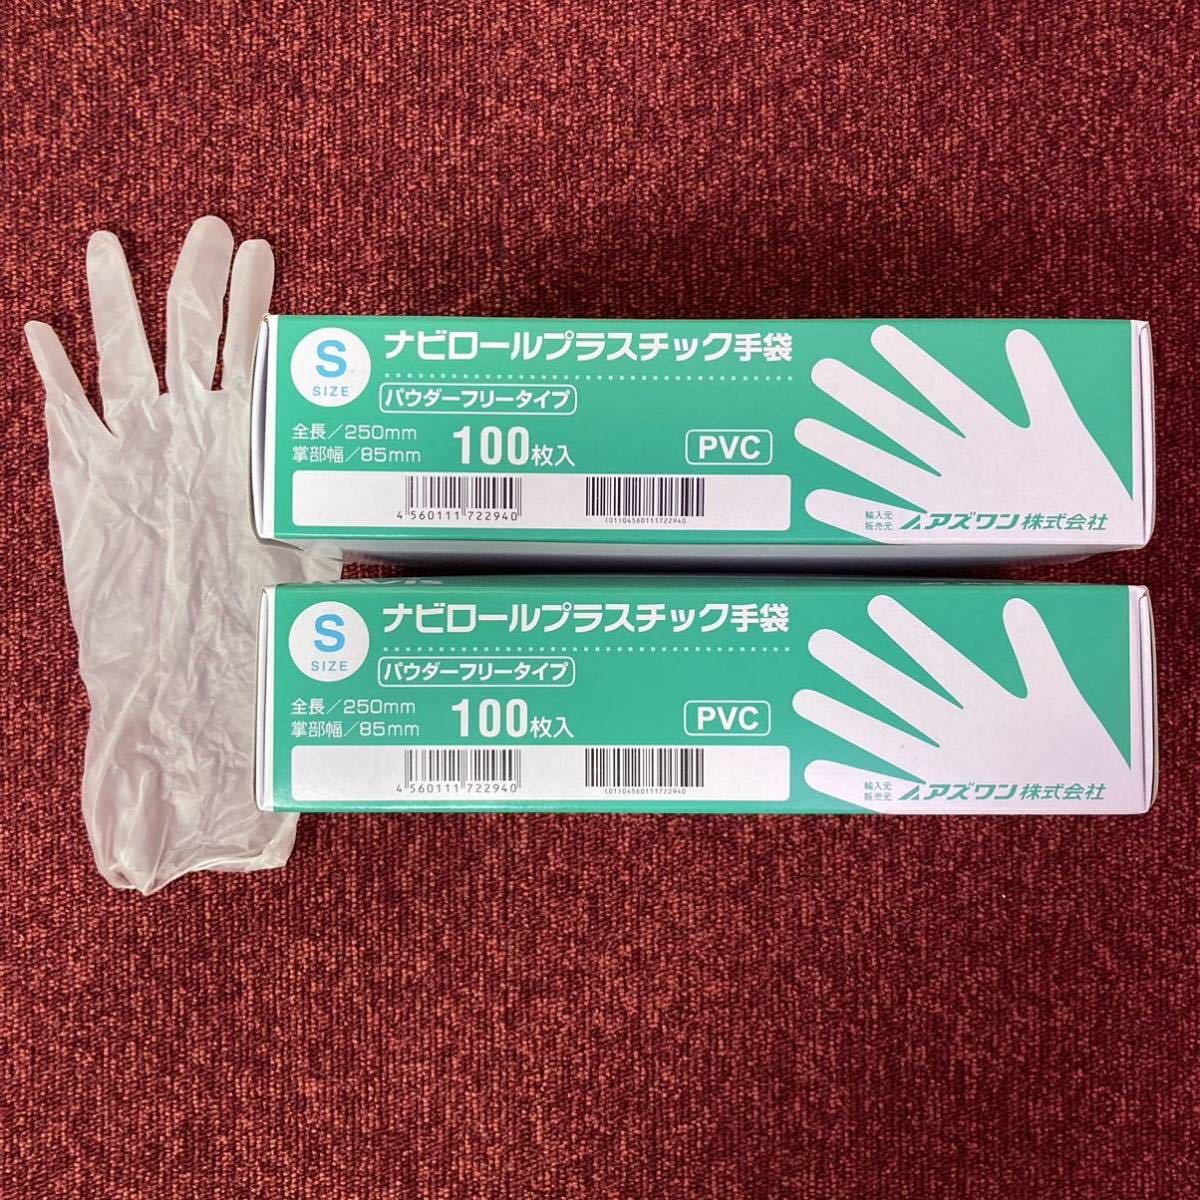 S
SIZE
ナビロールプラスチック手袋
パウダーフリータイプ
全長／250mm
掌部幅／85mm
100枚入
PVC
4 560111 722940
(01)04560111722940
輸入元
販売元
アズワン株式会社
S
SIZE
ナビロールプラスチック手袋
パウダーフリータイプ
全長／250mm
掌部幅／85mm
100枚入
PVC
4 560111 722940
(01)04560111722940
輸入元
販売元
アズワン株式会社